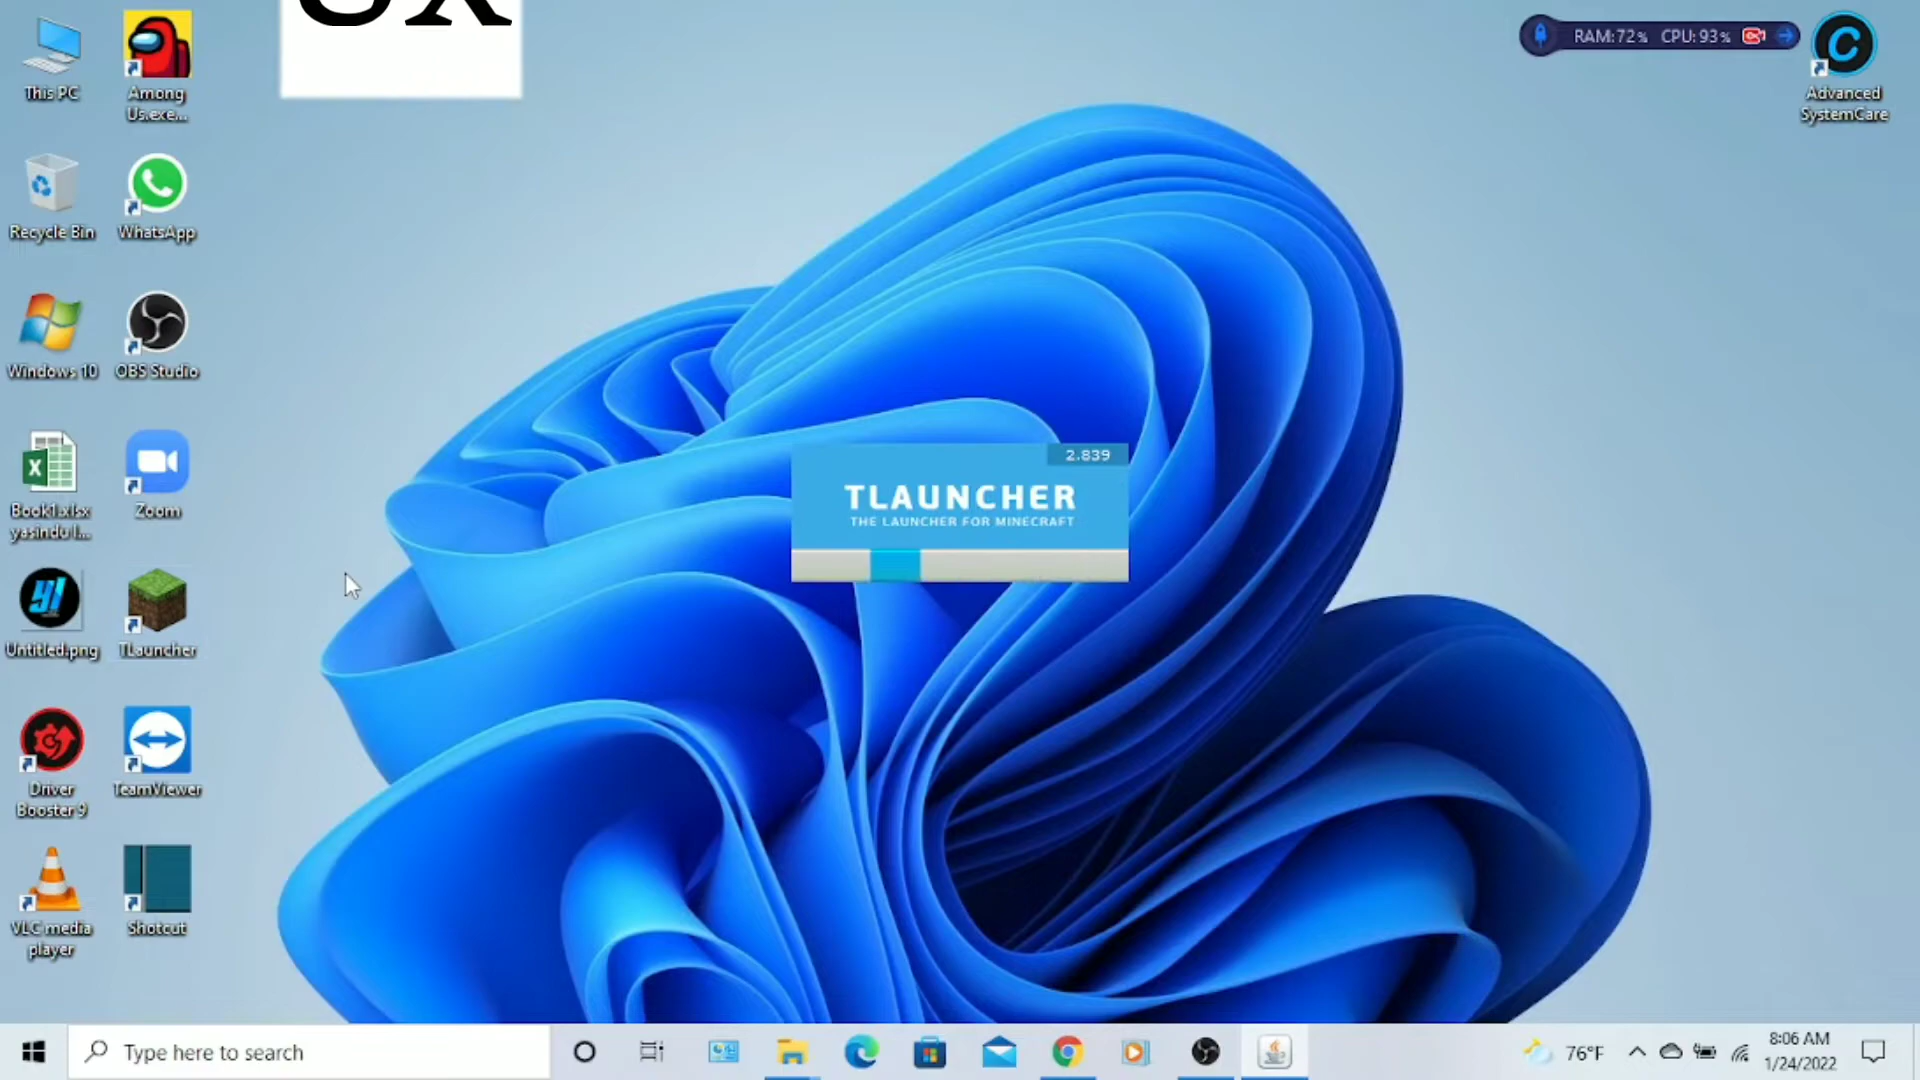 ux
RAM:72% CPU:93%
This PC
Among
Us.exe...
Advanced
SystemCare
Recycle Bin
WhatsApp
Windows 10
OBS Studio
2.839
TLAUNCHER
THE LAUNCHER FOR MINECRAFT
Book1.xlsx
yasindu l...
Zoom
Untitled.png
TLauncher
Driver
Booster 9
TeamViewer
VLC media
player
Shotcut
Type here to search
76°F
8:06 AM
1/24/2022